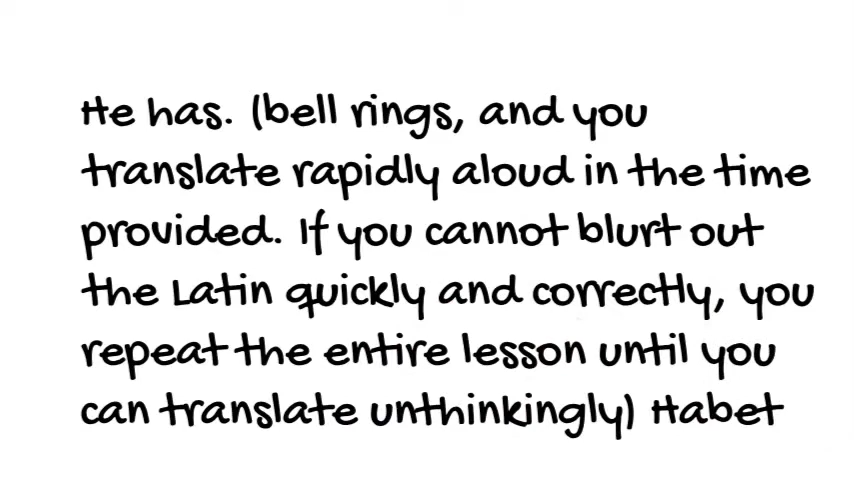 He has. (bell rings, and you
translate rapidly aloud in the time
provided. If you cannot blurt out
the Latin quickly and correctly, you
repeat the entire lesson until you
can translate unthinkingly) Habet